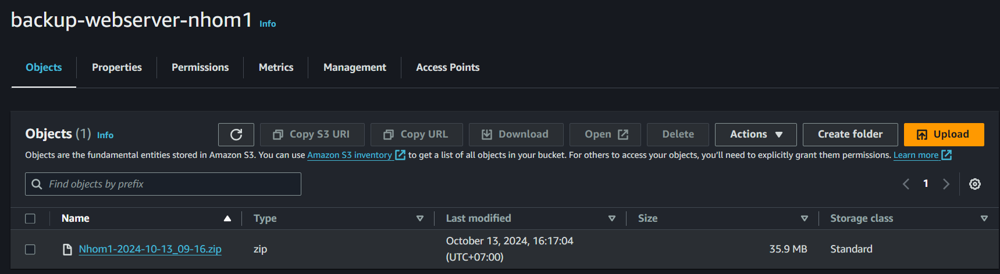 backup-webserver-nhom1 Info
Objects Properties Permissions Metrics Management Access Points
Objects (1) Info Copy S3 URI Copy URL Download Open Delete Actions Create folder Upload
Objects are the fundamental entities stored in Amazon S3. You can use Amazon S3 inventory to get a list of all objects in your bucket. For others to access your objects, you'll need to explicitly grant them permissions. Learn more
Find objects by prefix 1
Name Type Last modified Size Storage class
Nhom1-2024-10-13_09-16.zip zip October 13, 2024, 16:17:04 35.9 MB Standard
(UTC+07:00)